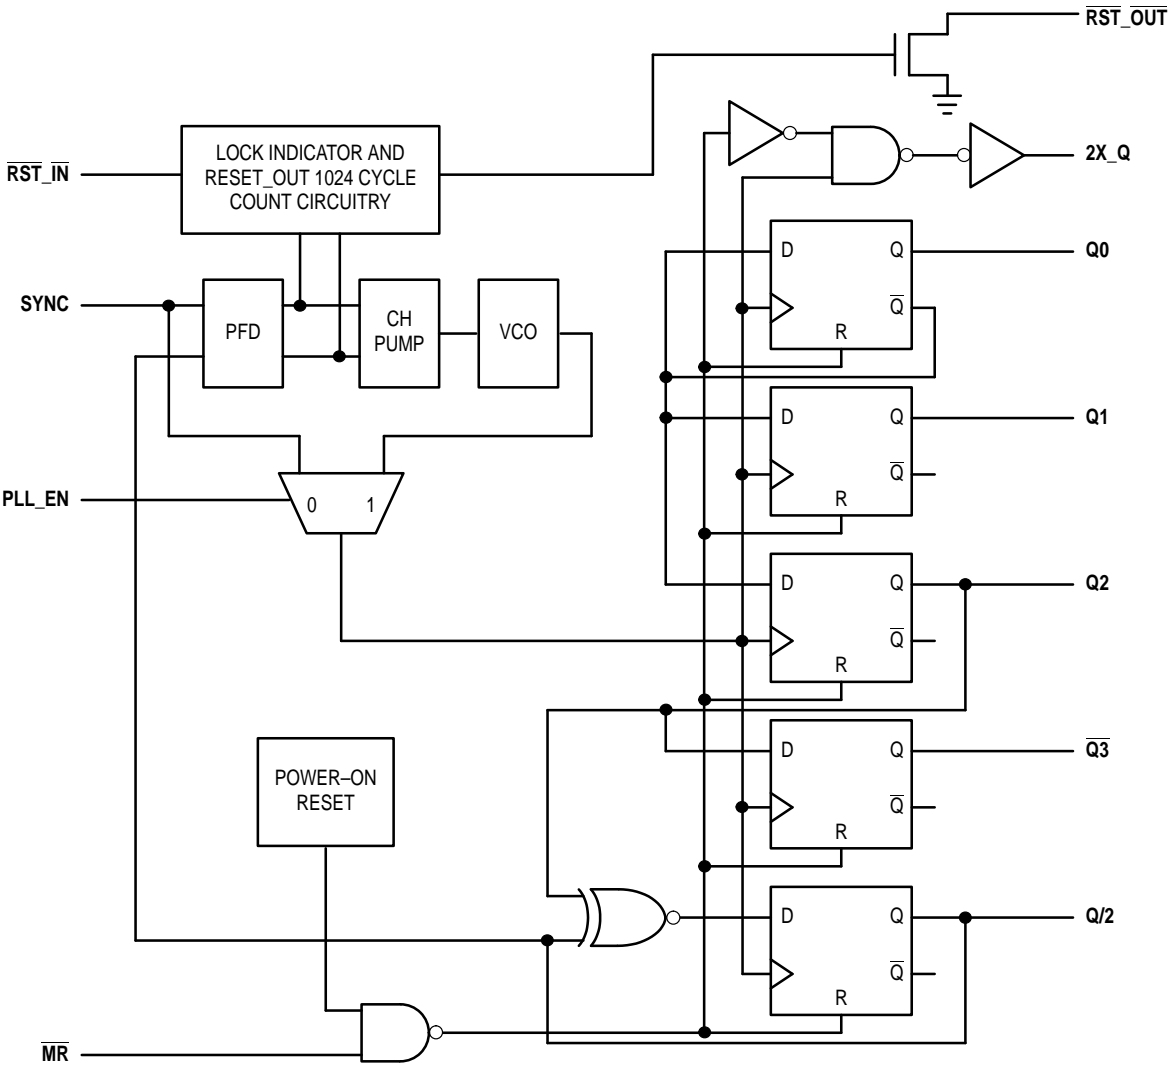 RST_OUT
LOCK INDICATOR AND
RESET_OUT 1024 CYCLE
COUNT CIRCUITRY
RST_IN
2X_Q
D
Q
Q0
Q
R
SYNC
PFD
CH
PUMP
VCO
D
Q
Q1
Q
R
PLL_EN
0
1
D
Q
Q2
Q
R
D
Q
Q3
Q
R
POWER–ON
RESET
D
Q
Q/2
Q
R
MR